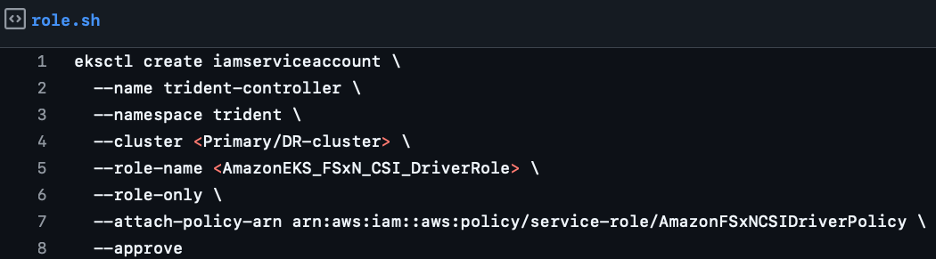 role.sh
1 eksctl create iamserviceaccount \
2 --name trident-controller \
3 --namespace trident \
4 --cluster <Primary/DR-cluster> \
5 --role-name <AmazonEKS_FSxN_CSI_DriverRole> \
6 --role-only \
7 --attach-policy-arn arn:aws:iam::aws:policy/service-role/AmazonFSxNCSIDriverPolicy \
8 --approve